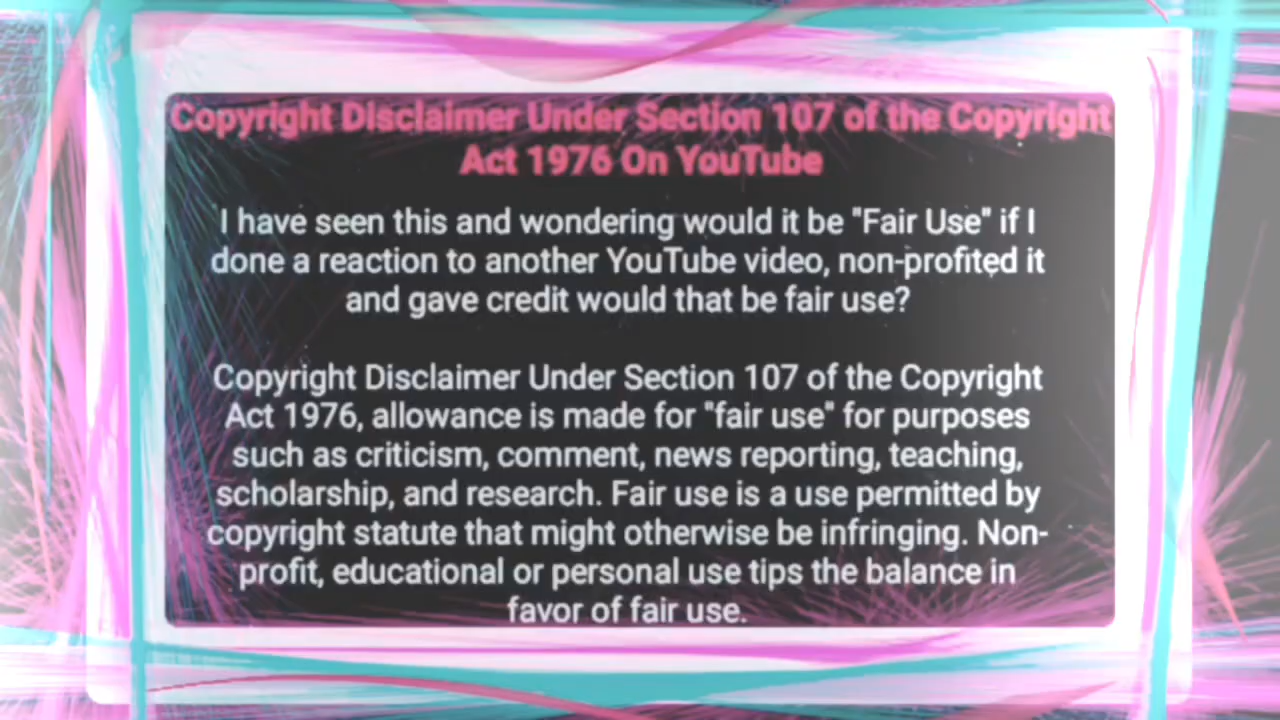 Copyright Disclaimer Under Section 107 of the Copyright
Act 1976 On YouTube
I have seen this and wondering would it be "Fair Use" if I
done a reaction to another YouTube video, non-profited it
and gave credit would that be fair use?
Copyright Disclaimer Under Section 107 of the Copyright
Act 1976, allowance is made for "fair use" for purposes
such as criticism, comment, news reporting, teaching,
scholarship, and research. Fair use is a use permitted by
copyright statute that might otherwise be infringing. Non-
profit, educational or personal use tips the balance in
favor of fair use.